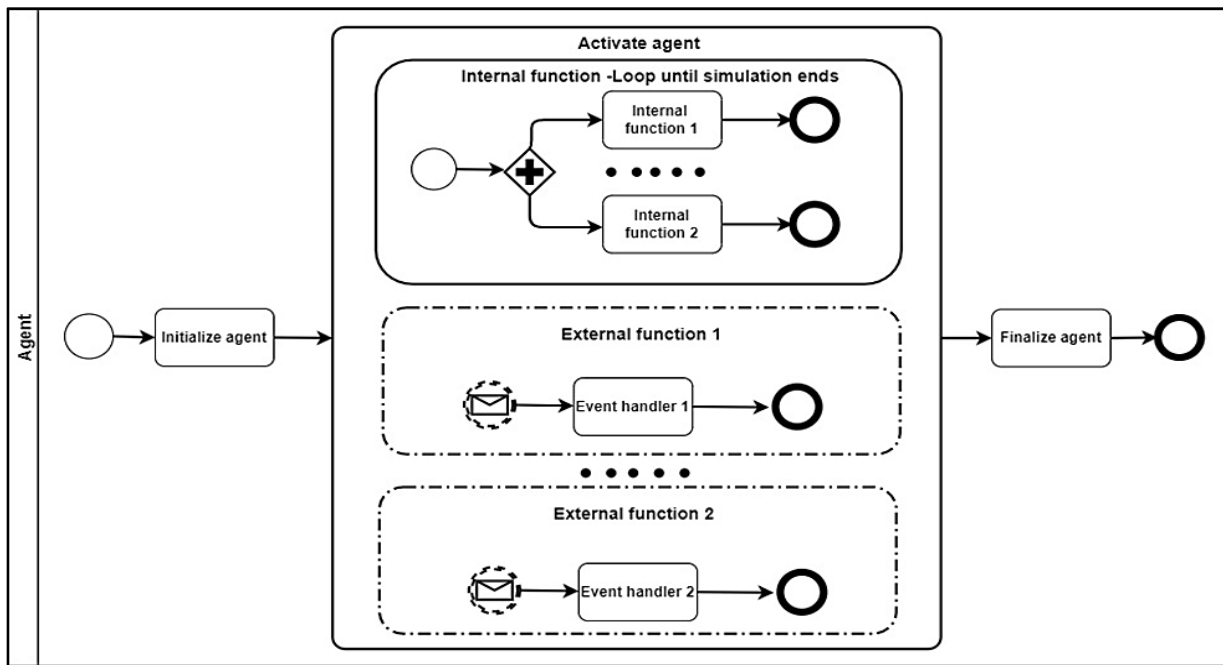 Agent
Activate agent
Internal function -Loop until simulation ends
Internal
function 1
Internal
function 2
Initialize agent
External function 1
Event handler 1
External function 2
Event handler 2
Finalize agent